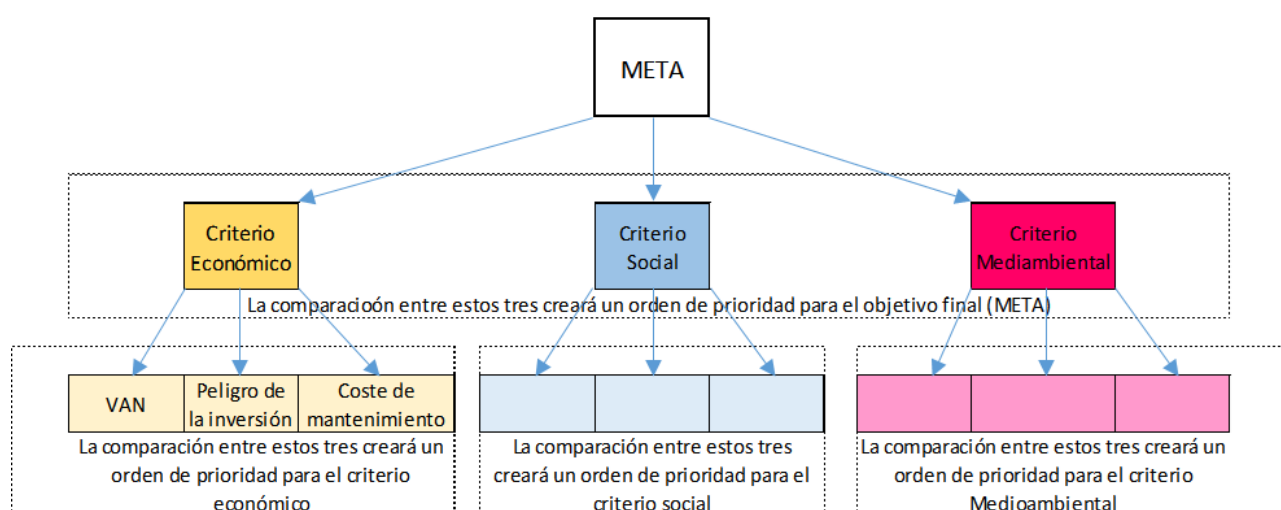 META
Criterio
Económico
Criterio
Social
Criterio
Mediambiental
La comparacioón entre estos tres creará un orden de prioridad para el objetivo final (META)
VAN
Peligro de
la inversión
Coste de
mantenimiento
La comparación entre estos tres creará un
orden de prioridad para el criterio
económico
La comparación entre estos tres
creará un orden de prioridad para el
criterio social
La comparación entre estos tres creará un
orden de prioridad para el criterio
Medioambiental